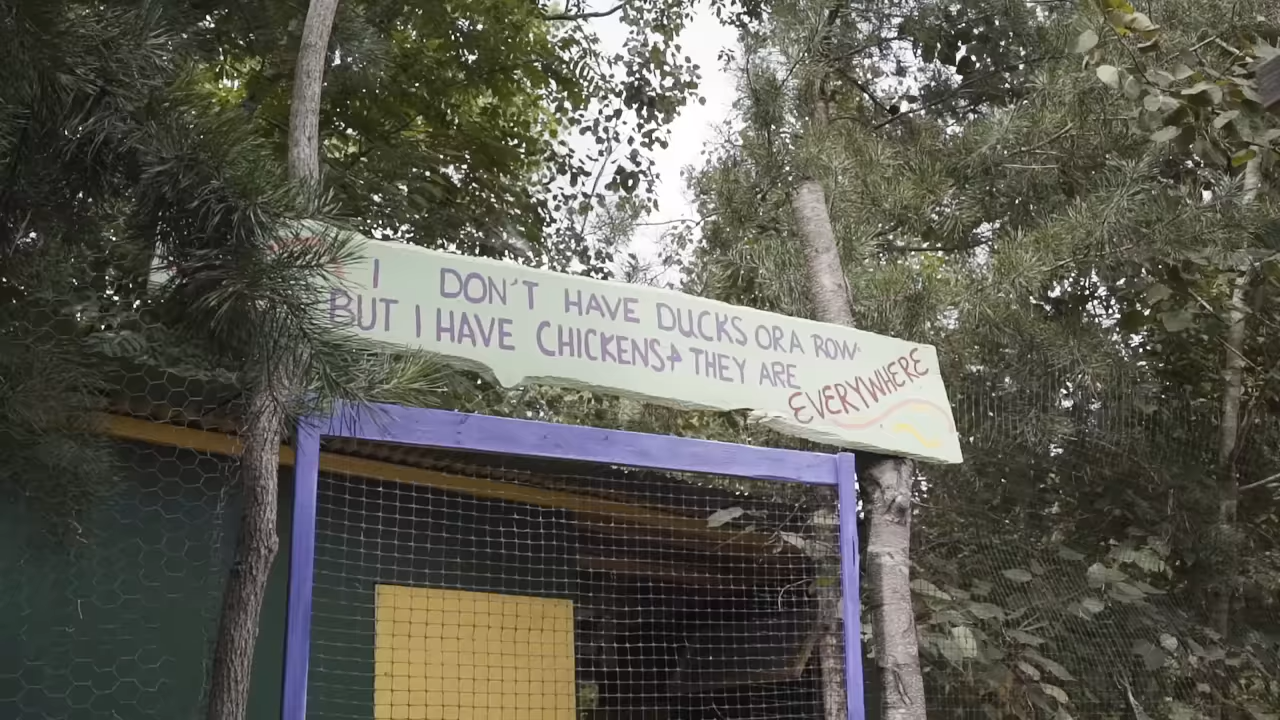 I DON'T HAVE DUCKS OR A ROW
BUT I HAVE CHICKENS & THEY ARE
EVERYWHERE